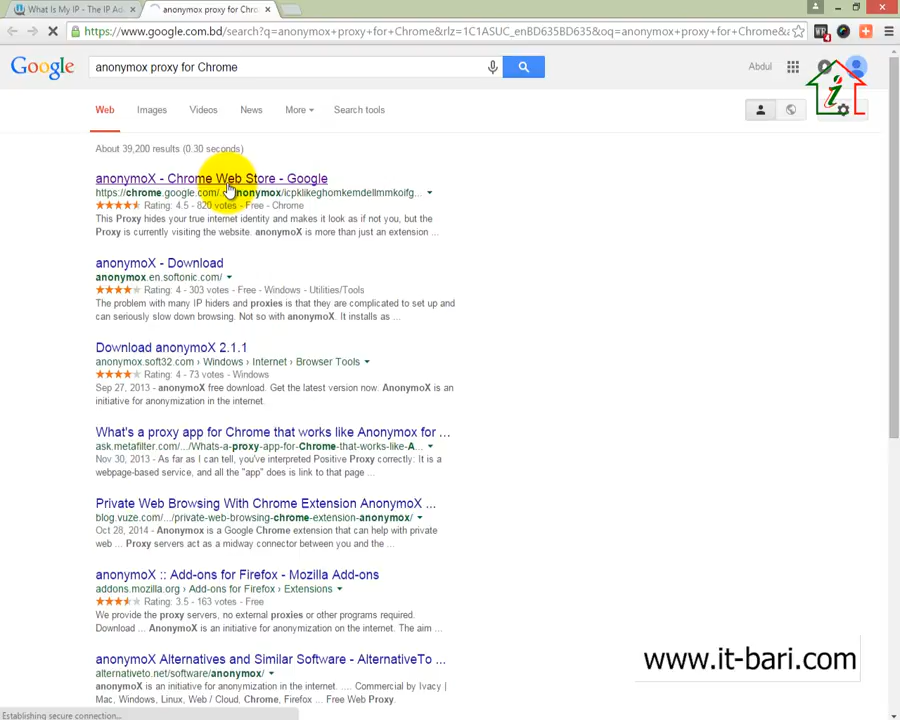 What Is My IP - The IP Ad
anonymox proxy for Chrom
https://www.google.com.bd/search?q=anonymox+proxy+for+Chrome&rlz=1C1ASUC_enBD635BD635&oq=anonymox+proxy+for+Chrome&
Google
anonymox proxy for Chrome
Abdul
Web Images Videos News More Search tools
About 39,200 results (0.30 seconds)
anonymoX - Chrome Web Store - Google
https://chrome.google.com/... anonymox/icpklikeghomkemdellmmkoifg...
Rating: 4.5 - 820 votes - Free - Chrome
This Proxy hides your true internet identity and makes it look as if not you, but the
Proxy is currently visiting the website. anonymoX is more than just an extension ...
anonymoX - Download
anonymox.en.softonic.com/
Rating: 4 - 303 votes - Free - Windows - Utilities/Tools
The problem with many IP hiders and proxies is that they are complicated to set up and
can seriously slow down browsing. Not so with anonymoX. It installs as ...
Download anonymoX 2.1.1
anonymox.soft32.com › Windows › Internet › Browser Tools
Rating: 4 - 73 votes - Windows
Sep 27, 2013 - anonymoX free download. Get the latest version now. AnonymoX is an
initiative for anonymization in the internet.
What's a proxy app for Chrome that works like Anonymox for ...
ask.metafilter.com/.../Whats-a-proxy-app-for-Chrome-that-works-like-A...
Nov 30, 2013 - As far as I can tell, you've interpreted Positive Proxy correctly: It is a
webpage-based service, and all the "app" does is link to that page ...
Private Web Browsing With Chrome Extension AnonymoX ...
blog.vuze.com/.../private-web-browsing-chrome-extension-anonymox/
Oct 28, 2014 - Anonymox is a Google Chrome extension that can help with private
web ... Proxy servers act as a midway connector between you and the ...
anonymoX :: Add-ons for Firefox - Mozilla Add-ons
addons.mozilla.org › Add-ons for Firefox › Extensions
Rating: 3.5 - 163 votes - Free
We provide the proxy servers, no external proxies or other programs required.
Download ... AnonymoX is an initiative for anonymization on the internet. The aim ...
anonymoX Alternatives and Similar Software - AlternativeTo ...
alternativeto.net/software/anonymox/
anonymoX is an initiative for anonymization on the internet. ... Commercial by Ivacy |
Mac, Windows, Linux, Web / Cloud, Chrome, Firefox ... Free Web Proxy.
www.it-bari.com
Establishing secure connection...